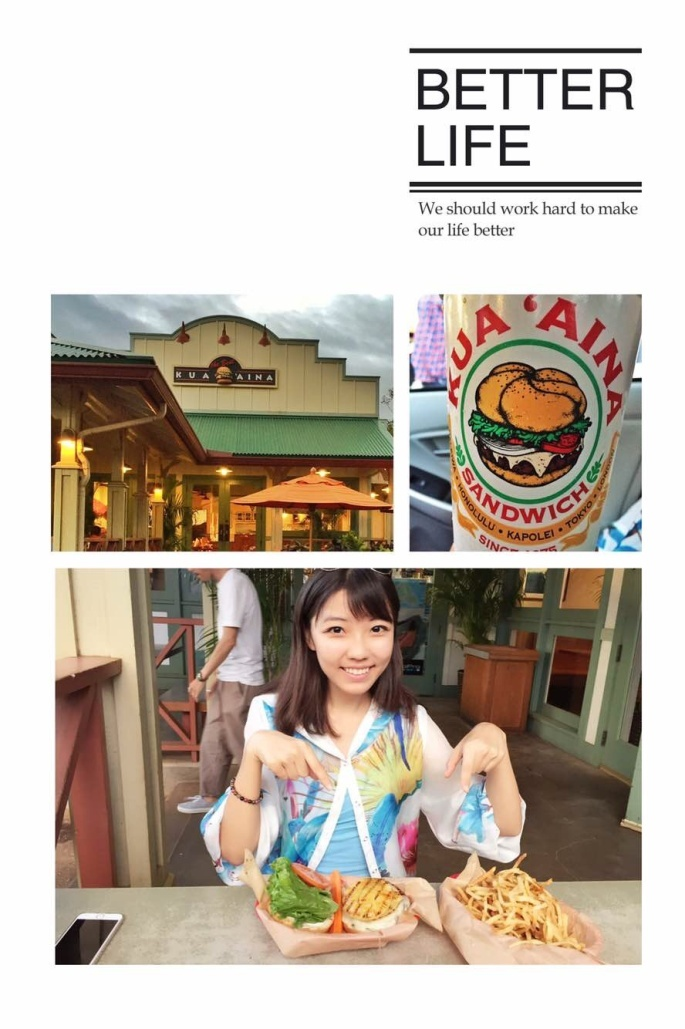 BETTER
LIFE
We should work hard to make
our life better
KUA AINA
KUA 'AINA
SANDWICH
HONOLULU • KAPOLEI • TOKYO •